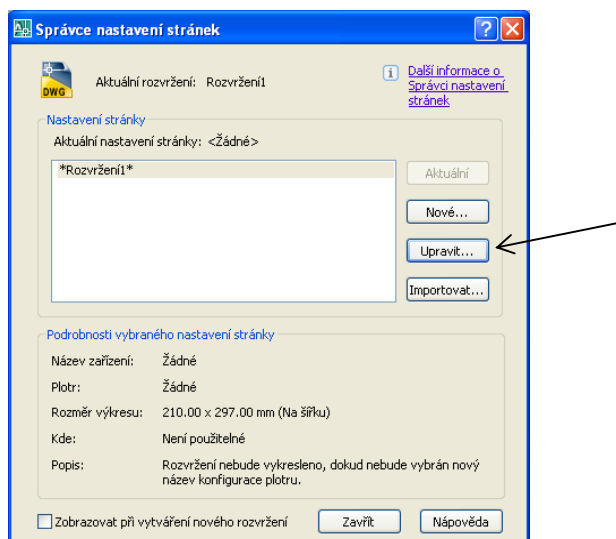 Správce nastavení stránek
DWG
Aktuální rozvržení: Rozvržení1
Další informace o
Správci nastavení
stránek
Nastavení stránky
Aktuální nastavení stránky: <Žádné>
*Rozvržení1*
Aktuální
Nové...
Upravit...
Importovat...
Podrobnosti vybraného nastavení stránky
Název zařízení: Žádné
Plotr: Žádné
Rozměr výkresu: 210.00 x 297.00 mm (Na šířku)
Kde: Není použitelné
Popis: Rozvržení nebude vykresleno, dokud nebude vybrán nový
název konfigurace plotru.
Zobrazovat při vytváření nového rozvržení
Zavřít
Nápověda